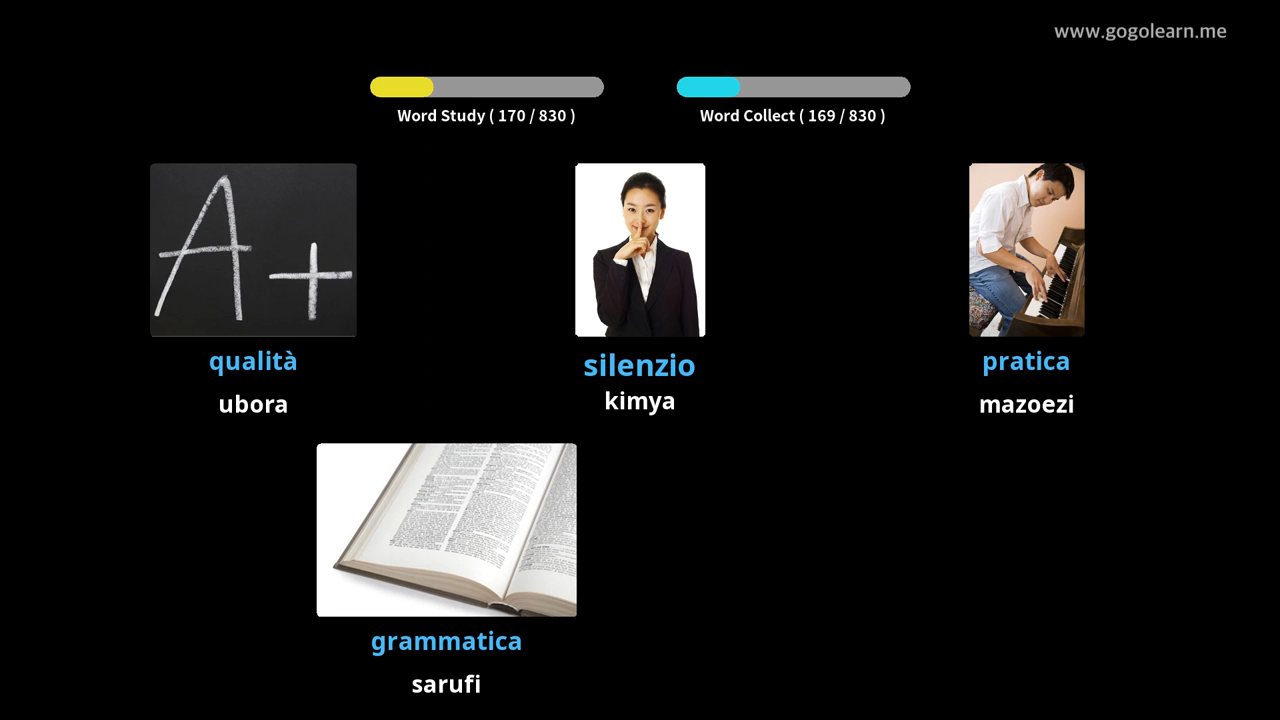 www.gogolearn.me
Word Study ( 170 / 830 )
Word Collect ( 169 / 830 )
A+
qualità
silenzio
pratica
ubora
kimya
mazoezi
grammatica
sarufi